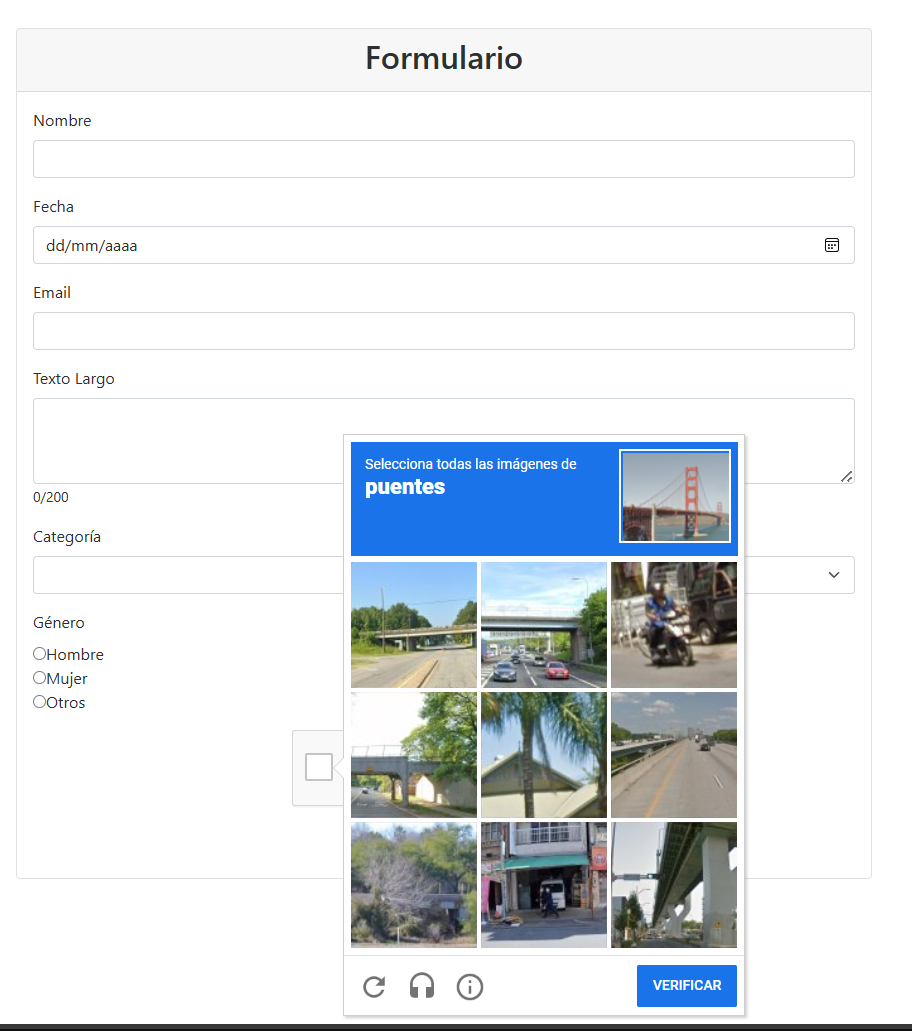 Formulario
Nombre
Fecha
dd/mm/aaaa
Email
Texto Largo
0/200
Categoría
Género
Hombre
Mujer
Otros
Selecciona todas las imágenes de
puentes
VERIFICAR